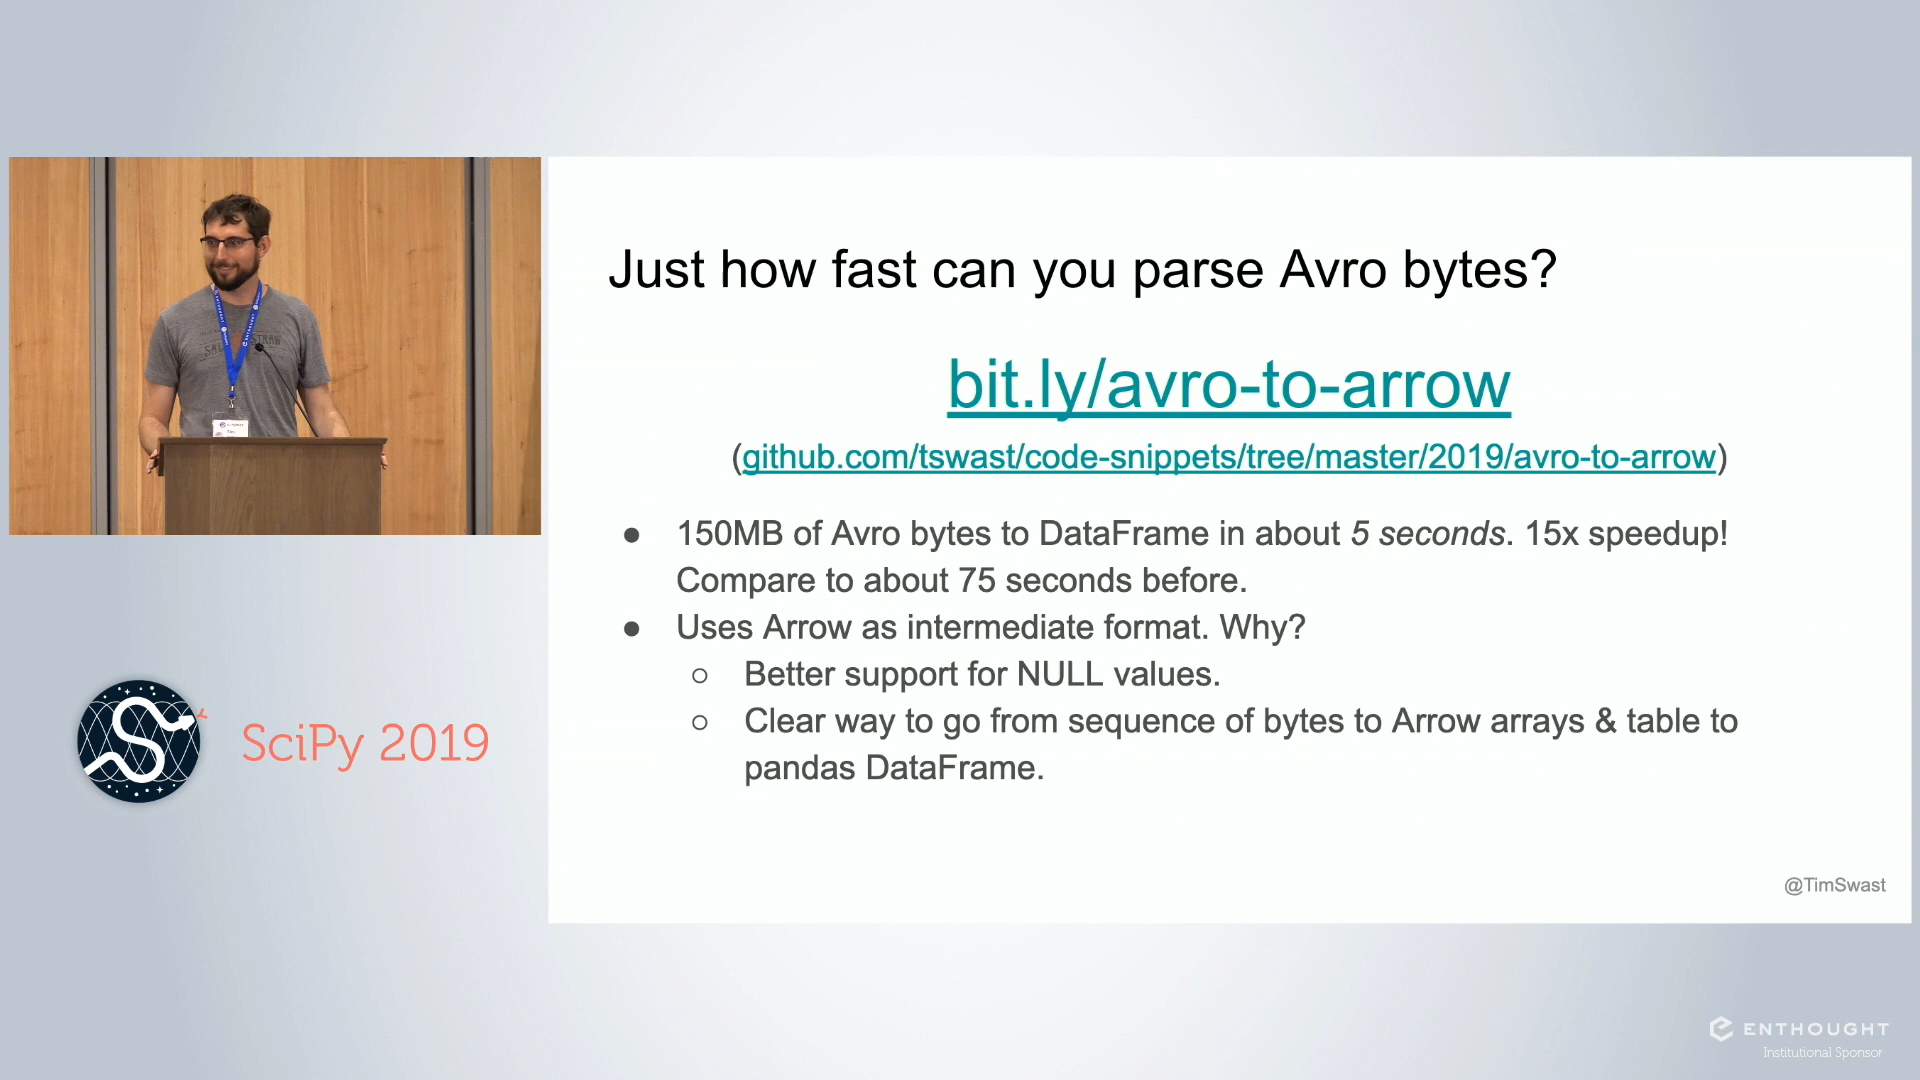 Just how fast can you parse Avro bytes?
bit.ly/avro-to-arrow
(github.com/tswast/code-snippets/tree/master/2019/avro-to-arrow)
● 150MB of Avro bytes to DataFrame in about 5 seconds. 15x speedup!
Compare to about 75 seconds before.
● Uses Arrow as intermediate format. Why?
○ Better support for NULL values.
○ Clear way to go from sequence of bytes to Arrow arrays & table to
pandas DataFrame.
@TimSwast
SciPy 2019
ENTHOUGHT
Institutional Sponsor